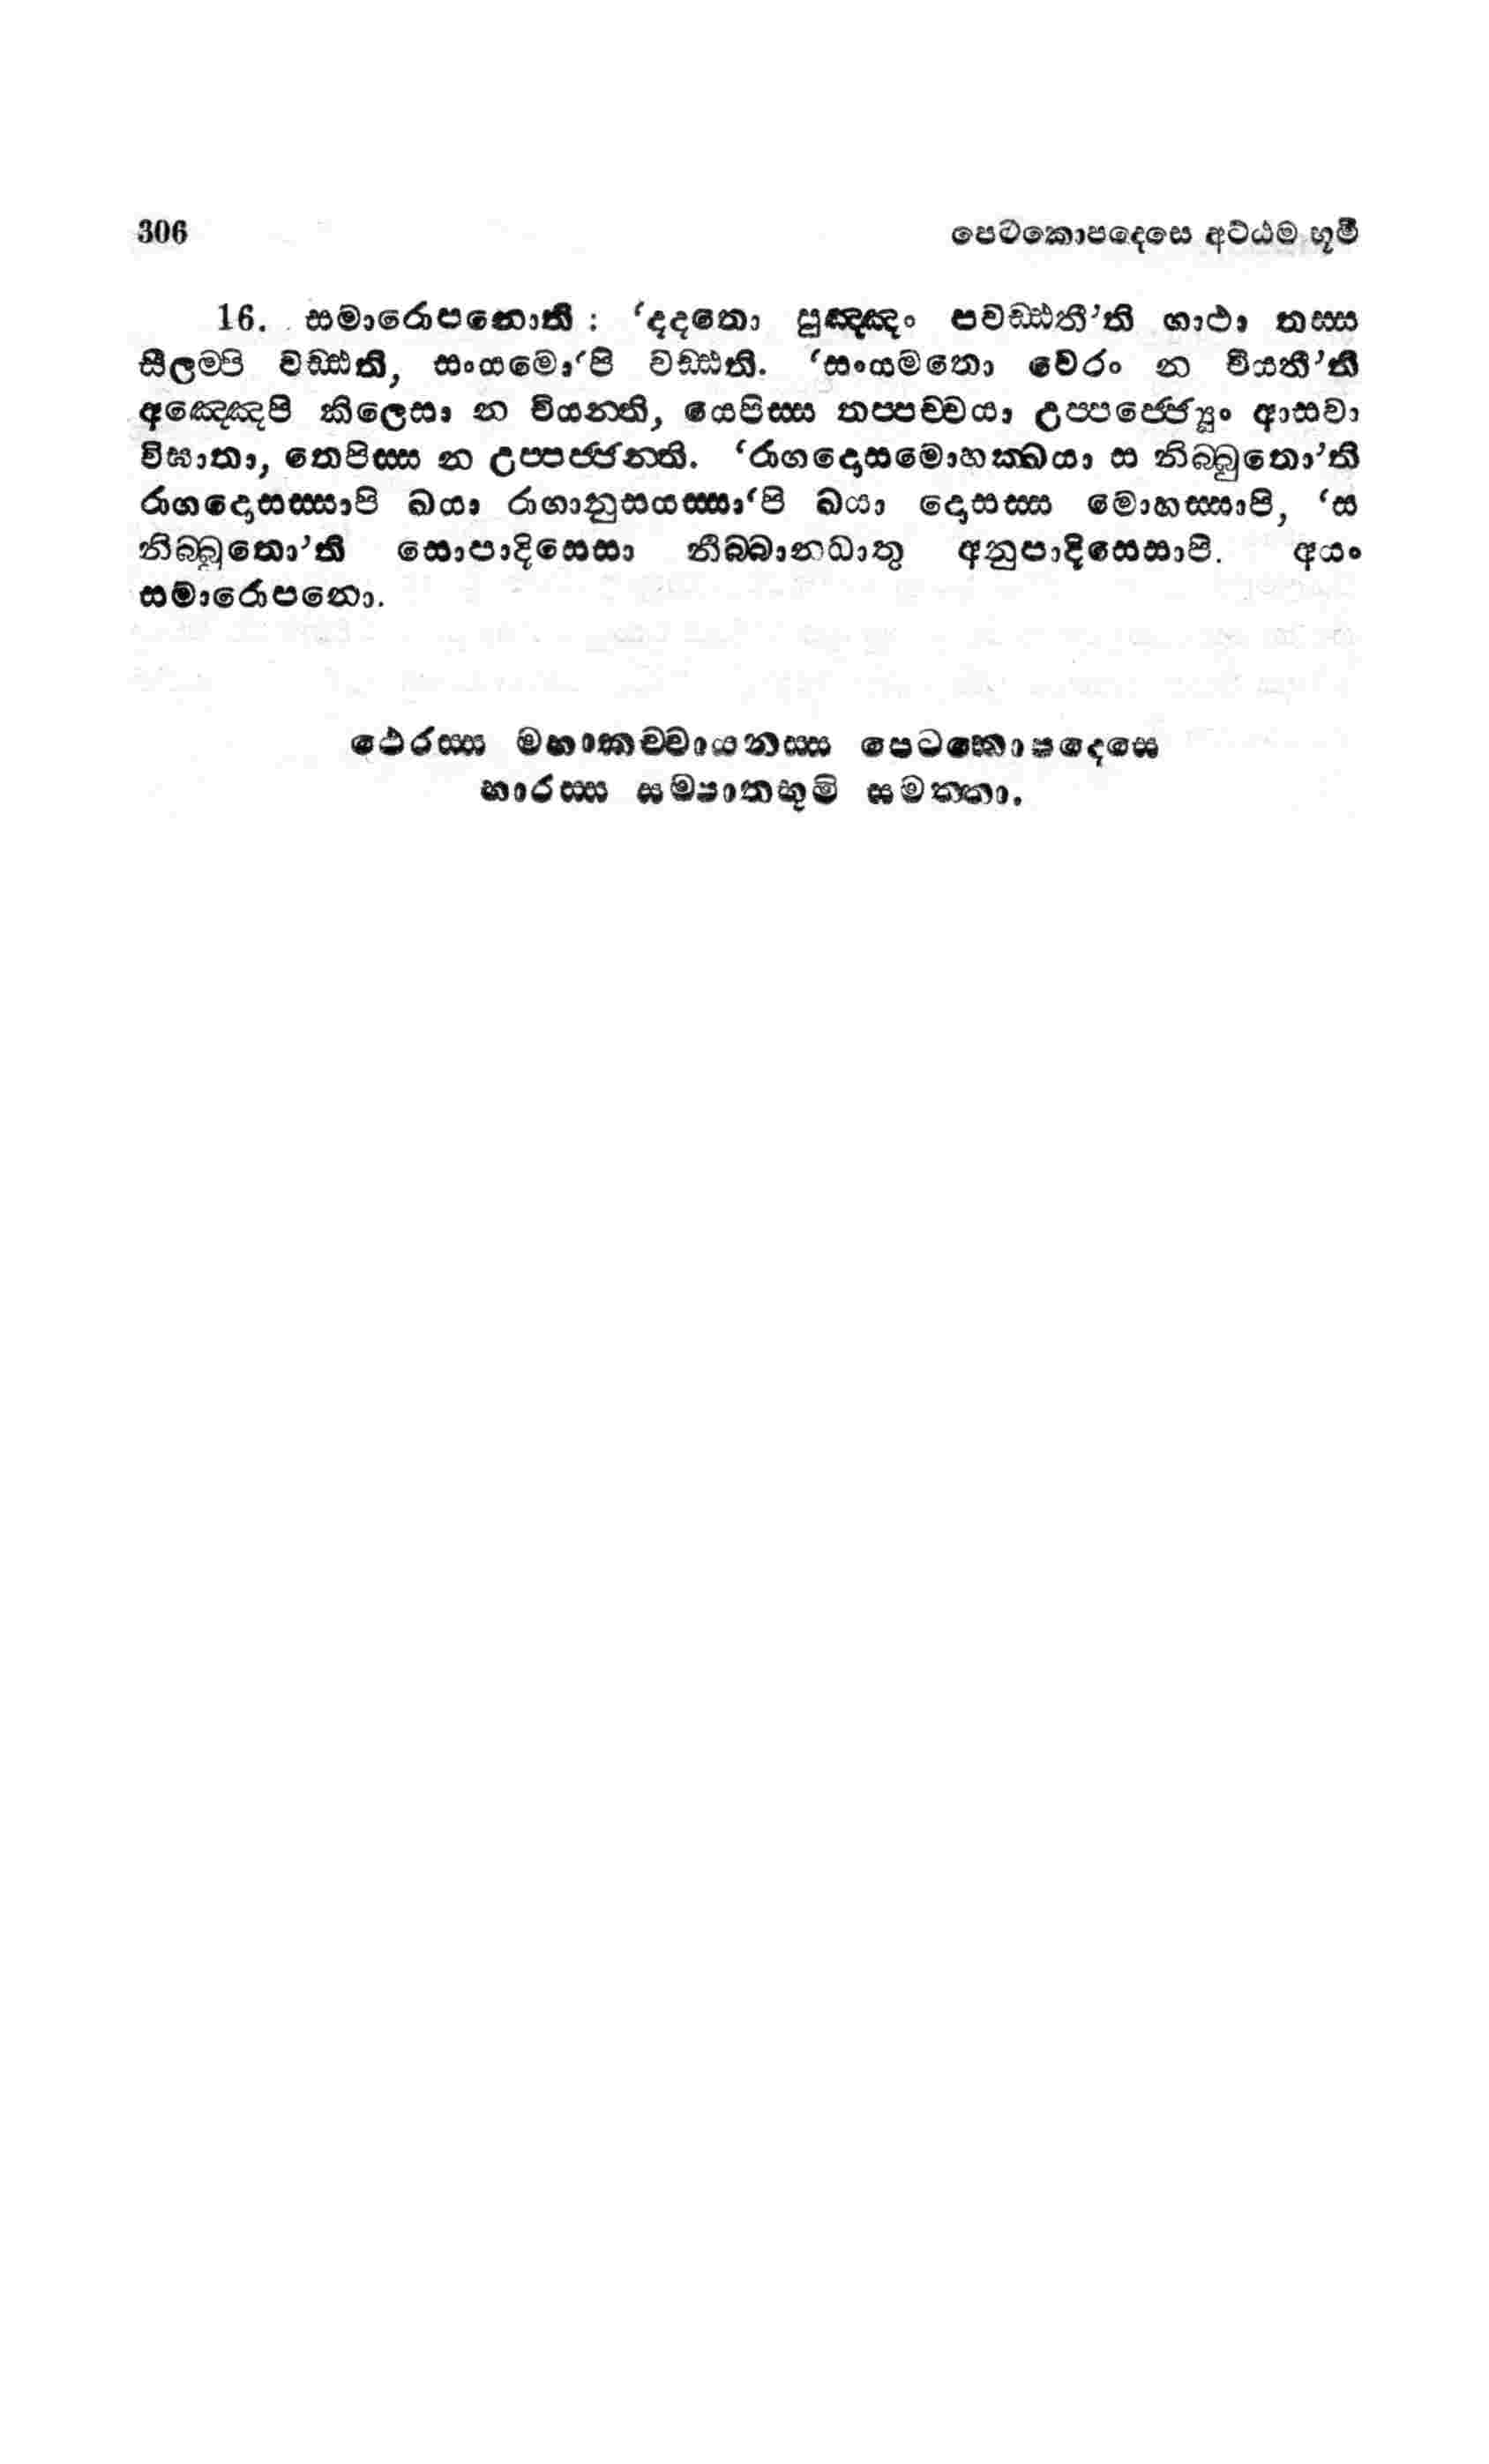 306 පෙටකොපදෙසෙ අට්ඨම භූමි
16. සමාරොපනොති : ‘දදතො පුඤ්ඤං පවඩ්ඪතී’ති ගාථා තස්ස
සීලම්පි වඩ්ඪති, සංයමො‘පි වඩ්ඪති. ‘සංයමතො වේරං න චීයතී’ති
අඤ්ඤෙපි කිලෙසා න චීයන්ති, යෙපිස්ස තප්පච්චයා උප්පජ්ජෙය්‍යුං ආසවා
විඝාතා, තෙපිස්ස න උප්පජ්ජන්ති. ‘රාගදොසමොහක්ඛයා ස නිබ්බුතො’ති
රාගදොසස්සාපි ඛයා රාගානුසයස්සා‘පි ඛයා දොසස්ස මොහස්සාපි, ‘ස
නිබ්බුතො’ති සොපාදිසෙසා නිබ්බානධාතු අනුපාදිසෙසාපි. අයං
සමාරොපනො.
ථෙරස්ස මහාකච්චායනස්ස පෙටකොපදෙසෙ
හාරස්ස සම්පාතභූමි සමත්තා.